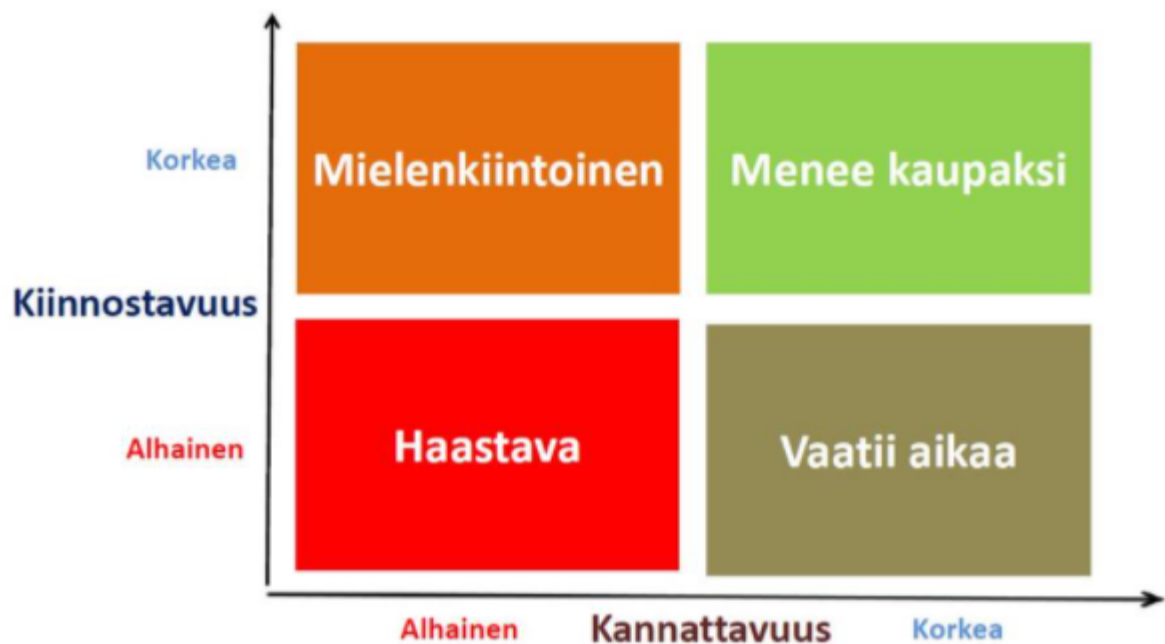 Korkea
Mielenkiintoinen
Menee kaupaksi
Kiinnostavuus
Alhainen
Haastava
Vaatii aikaa
Alhainen
Kannattavuus
Korkea